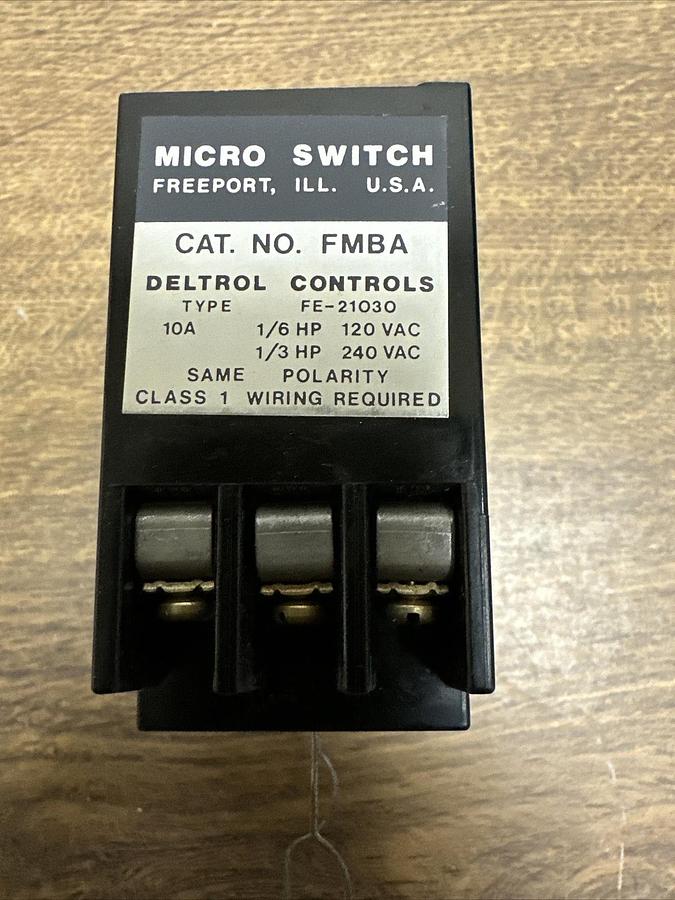 MICRO SWITCH
FREEPORT, ILL. U.S.A.
CAT. NO. FMBA
DELTROL CONTROLS
TYPE FE-21030
10A 1/6 HP 120 VAC
1/3 HP 240 VAC
SAME POLARITY
CLASS 1 WIRING REQUIRED